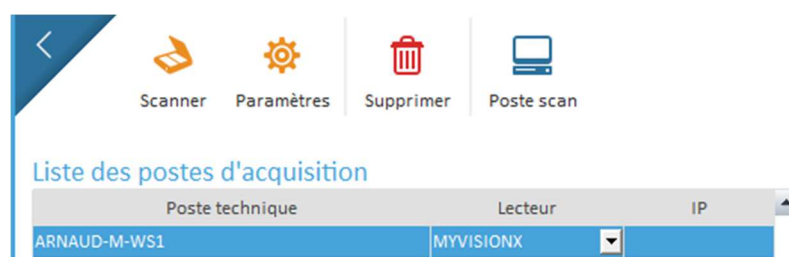 Scanner Paramètres Supprimer Poste scan
Liste des postes d'acquisition
Poste technique Lecteur IP
ARNAUD-M-WS1 MYVISIONX